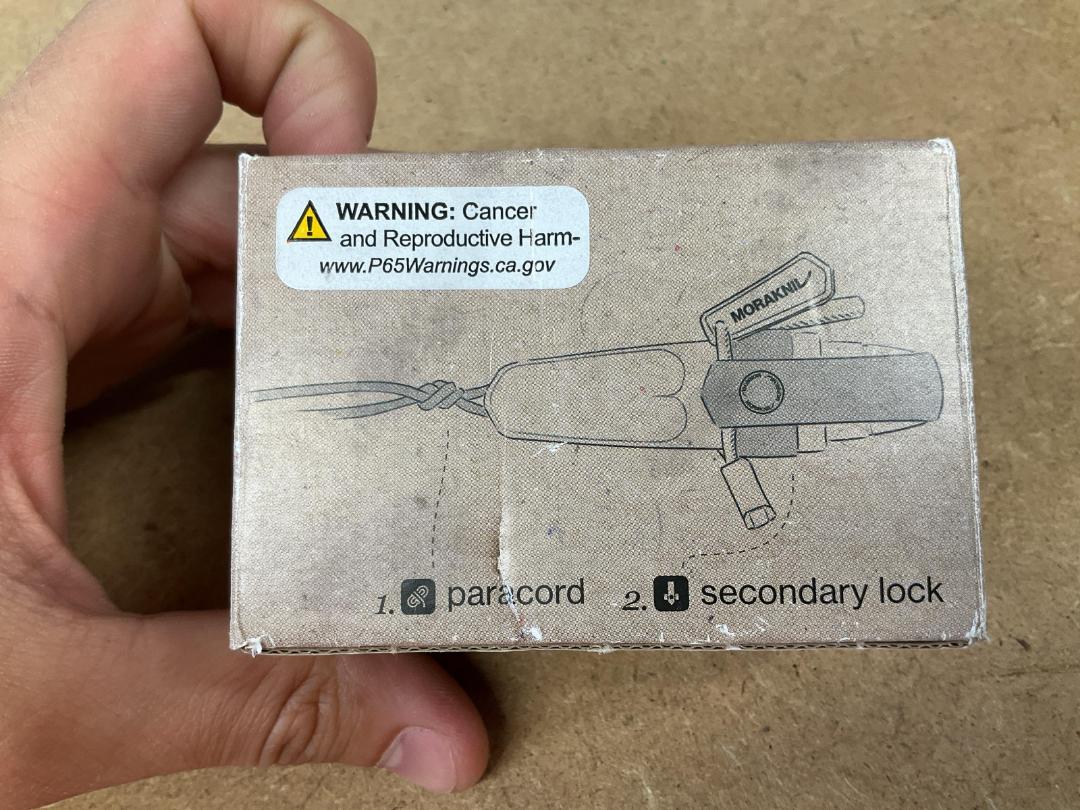 WARNING: Cancer
and Reproductive Harm-
www.P65Warnings.ca.gov
MORAKNIV
1. paracord
2. secondary lock